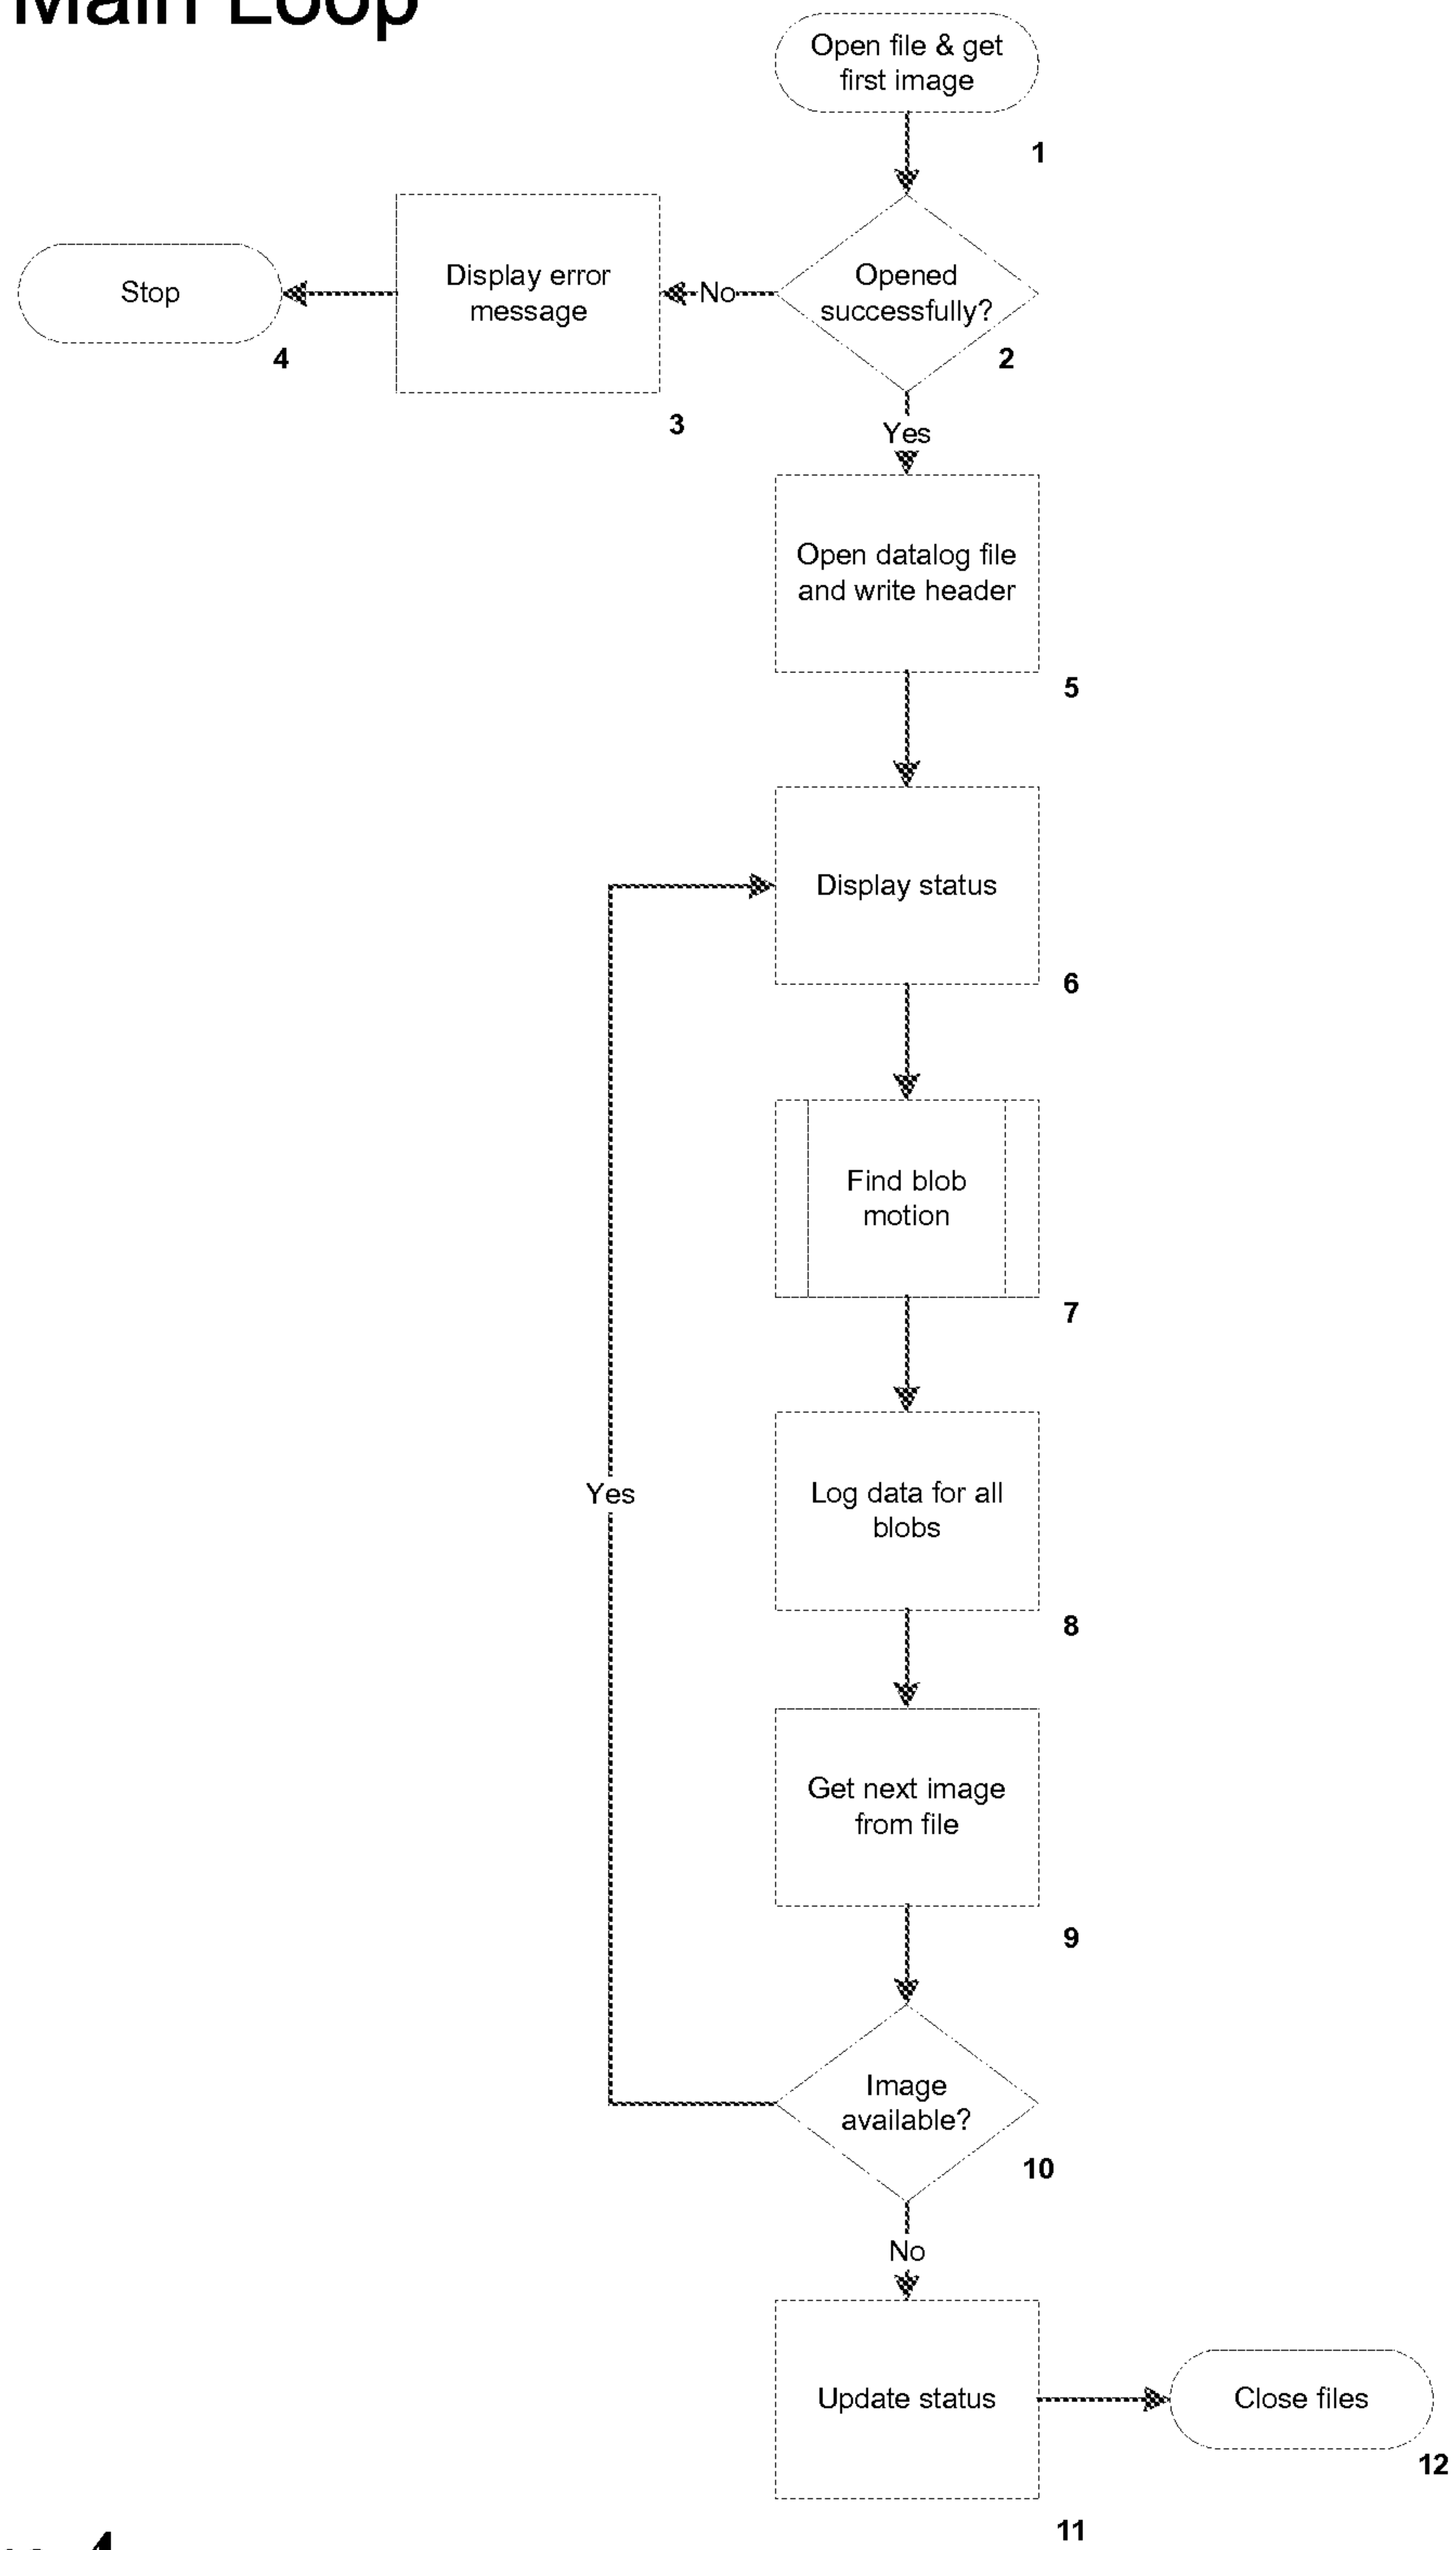 Main Loop
Open file & get
first image
1
Opened
successfully?
2
No
Display error
message
3
Stop
4
Yes
Open datalog file
and write header
5
Display status
6
Find blob
motion
7
Log data for all
blobs
8
Get next image
from file
9
Image
available?
10
Yes
No
Update status
11
Close files
12